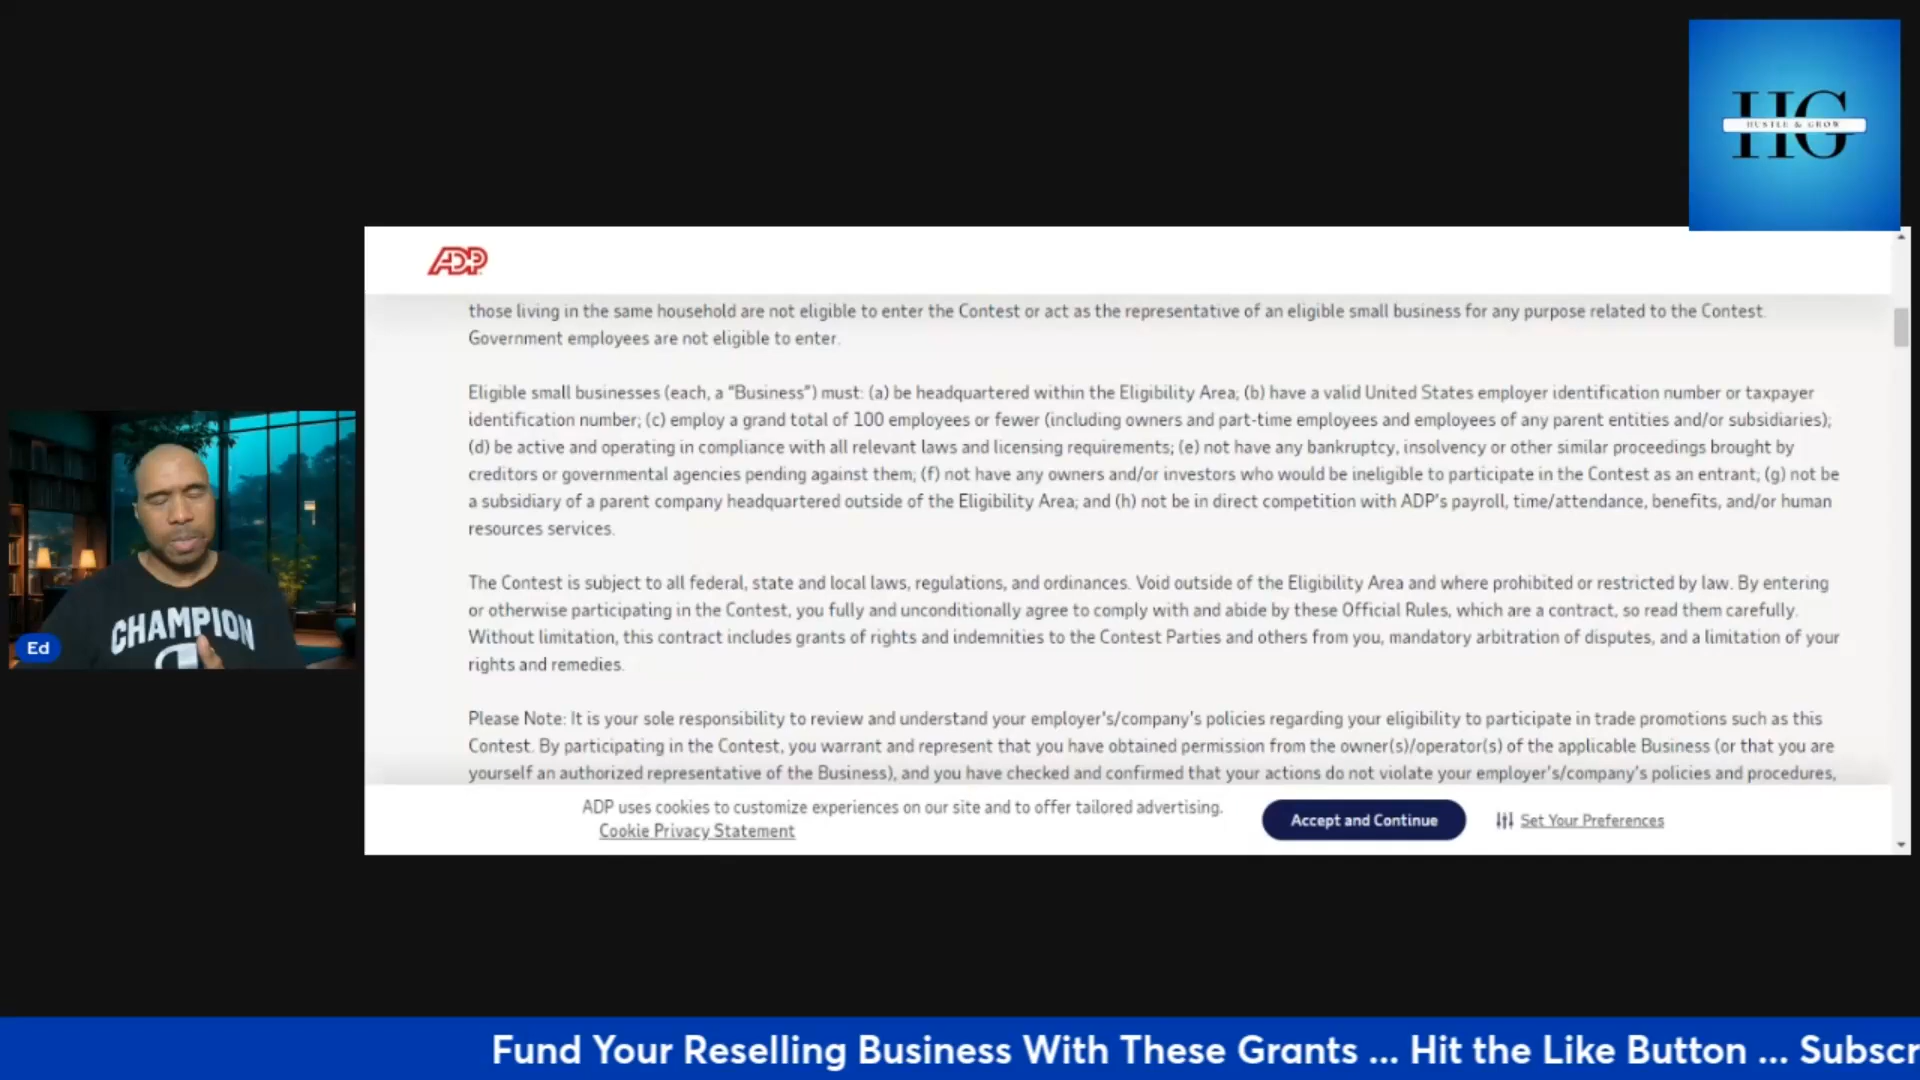 HG
HUSTLE & GROW
ADP
those living in the same household are not eligible to enter the Contest or act as the representative of an eligible small business for any purpose related to the Contest.
Government employees are not eligible to enter.
Eligible small businesses (each, a “Business”) must: (a) be headquartered within the Eligibility Area; (b) have a valid United States employer identification number or taxpayer
identification number; (c) employ a grand total of 100 employees or fewer (including owners and part-time employees and employees of any parent entities and/or subsidiaries);
(d) be active and operating in compliance with all relevant laws and licensing requirements; (e) not have any bankruptcy, insolvency or other similar proceedings brought by
creditors or governmental agencies pending against them; (f) not have any owners and/or investors who would be ineligible to participate in the Contest as an entrant; (g) not be
a subsidiary of a parent company headquartered outside of the Eligibility Area; and (h) not be in direct competition with ADP's payroll, time/attendance, benefits, and/or human
resources services.
The Contest is subject to all federal, state and local laws, regulations, and ordinances. Void outside of the Eligibility Area and where prohibited or restricted by law. By entering
or otherwise participating in the Contest, you fully and unconditionally agree to comply with and abide by these Official Rules, which are a contract, so read them carefully.
Without limitation, this contract includes grants of rights and indemnities to the Contest Parties and others from you, mandatory arbitration of disputes, and a limitation of your
rights and remedies.
Please Note: It is your sole responsibility to review and understand your employer's/company's policies regarding your eligibility to participate in trade promotions such as this
Contest. By participating in the Contest, you warrant and represent that you have obtained permission from the owner(s)/operator(s) of the applicable Business (or that you are
yourself an authorized representative of the Business), and you have checked and confirmed that your actions do not violate your employer's/company's policies and procedures,
ADP uses cookies to customize experiences on our site and to offer tailored advertising.
Cookie Privacy Statement
Accept and Continue
Set Your Preferences
CHAMPION
Ed
Fund Your Reselling Business With These Grants ... Hit the Like Button ... Subscr